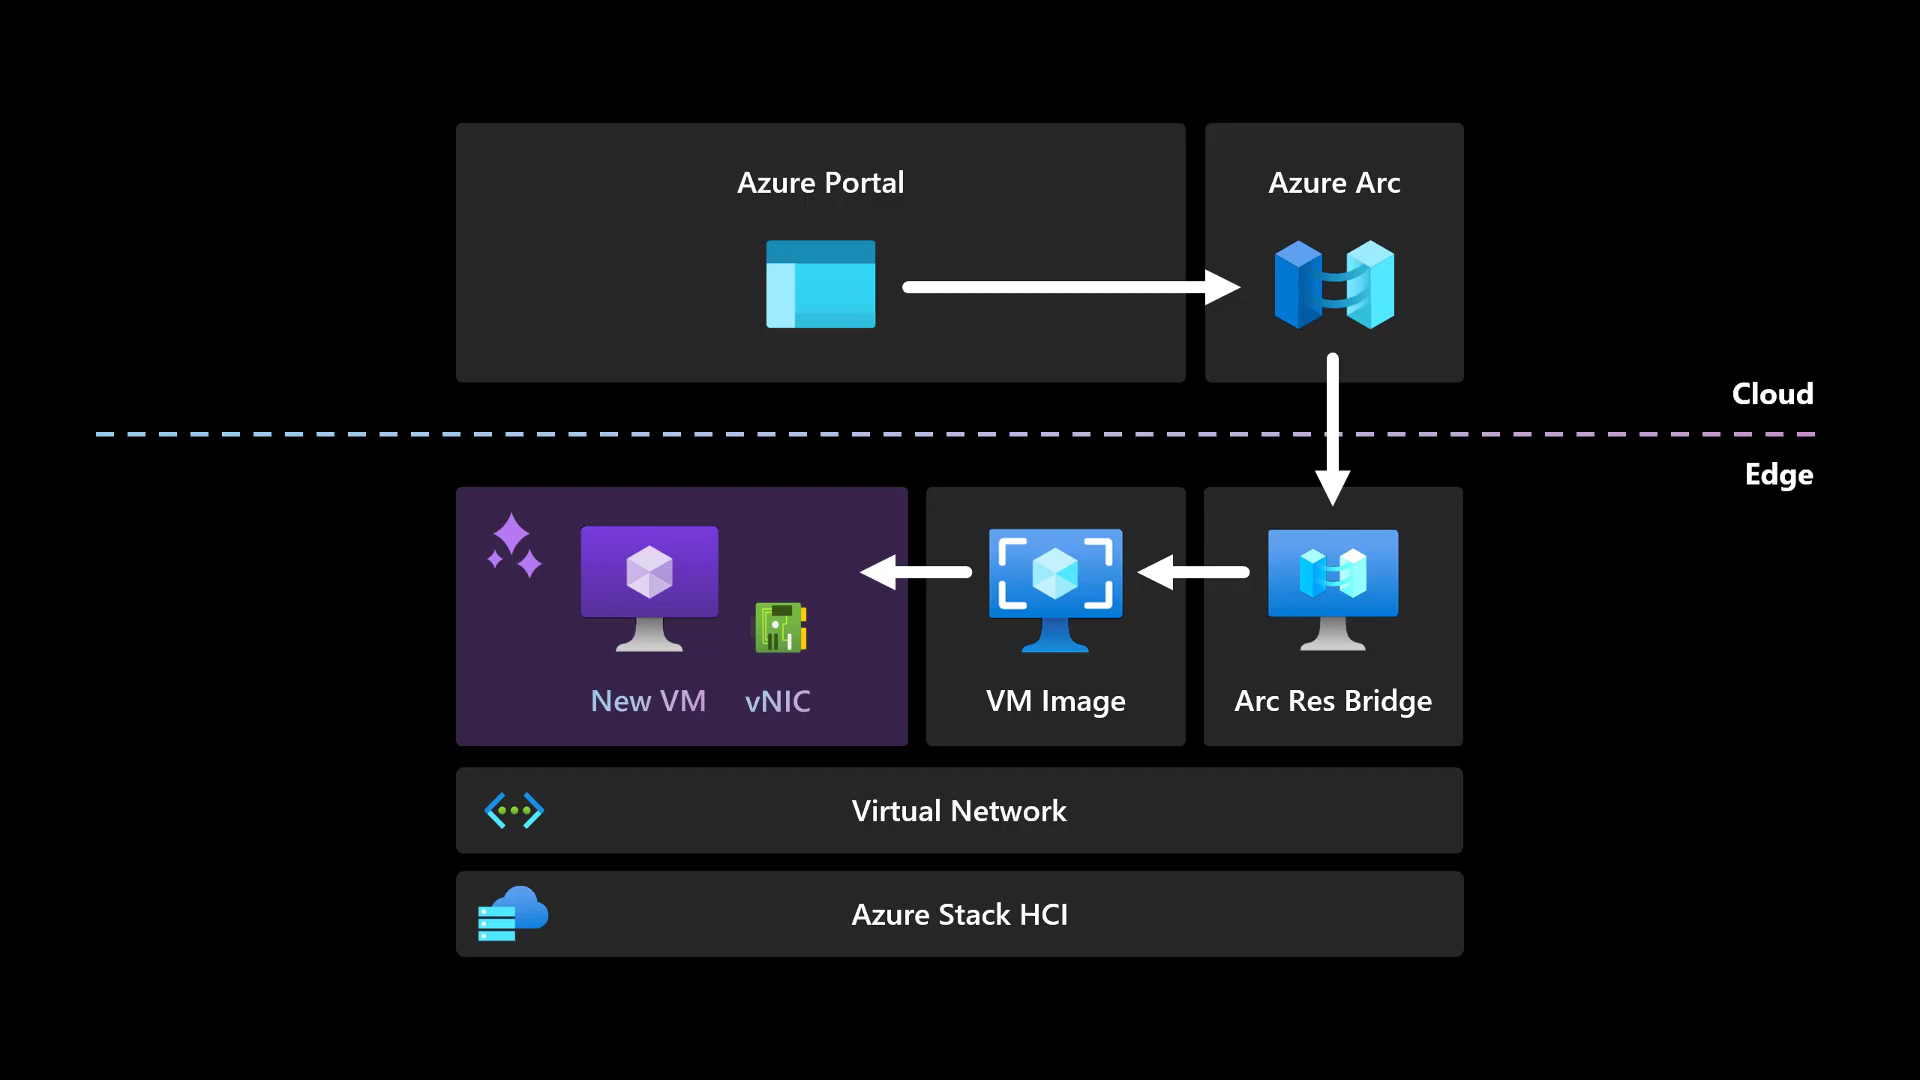 Azure Portal
Azure Arc
Cloud
Edge
New VM
vNIC
VM Image
Arc Res Bridge
Virtual Network
Azure Stack HCI